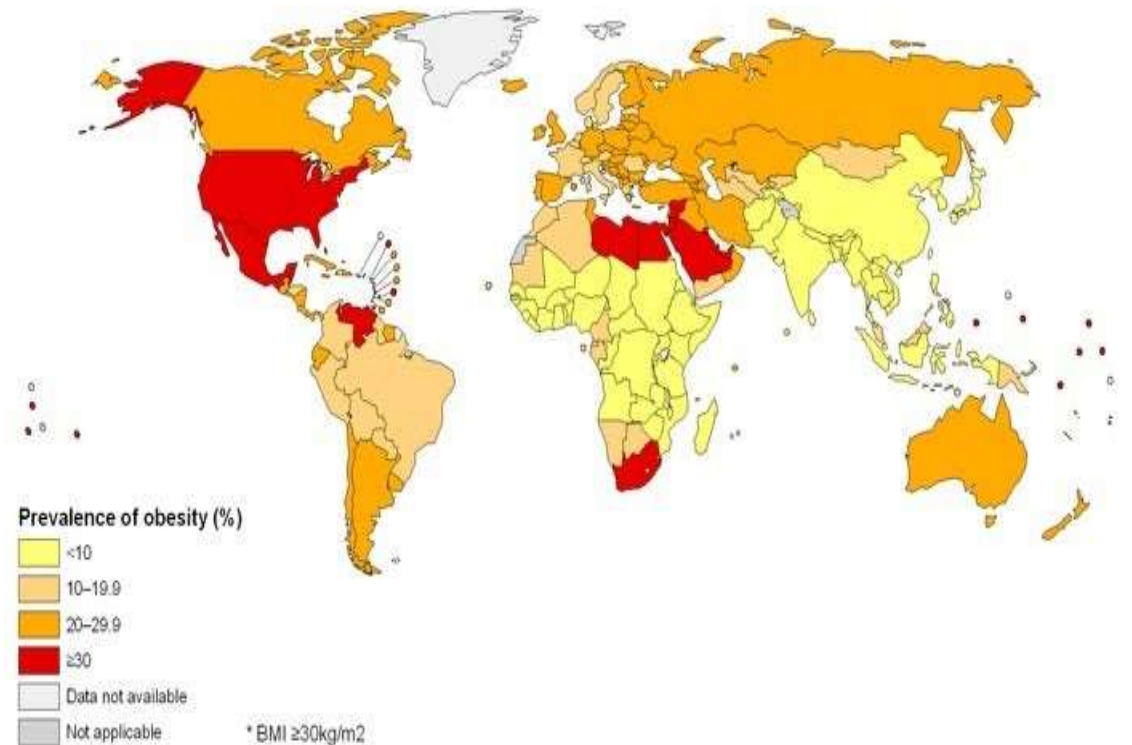 Prevalence of obesity (%)
<10
10–19.9
20–29.9
≥30
Data not available
Not applicable
* BMI ≥30kg/m2